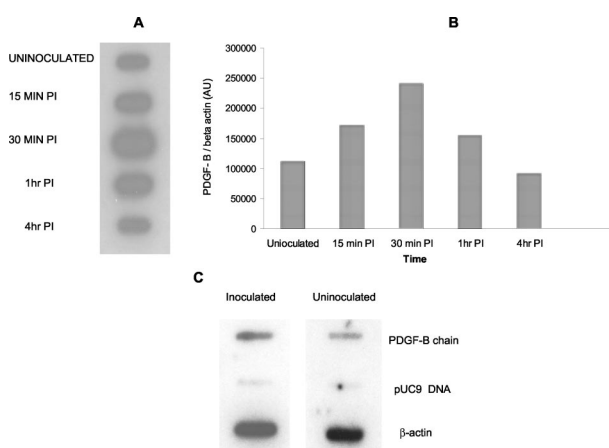 A
UNINOCULATED
15 MIN PI
30 MIN PI
1hr PI
4hr PI
B
PDGF- B / beta actin (AU)
300000
250000
200000
150000
100000
50000
0
Unioculated 15 min PI 30 min PI 1hr PI 4hr PI
Time
C
Inoculated Uninoculated
PDGF-B chain
pUC9 DNA
β-actin